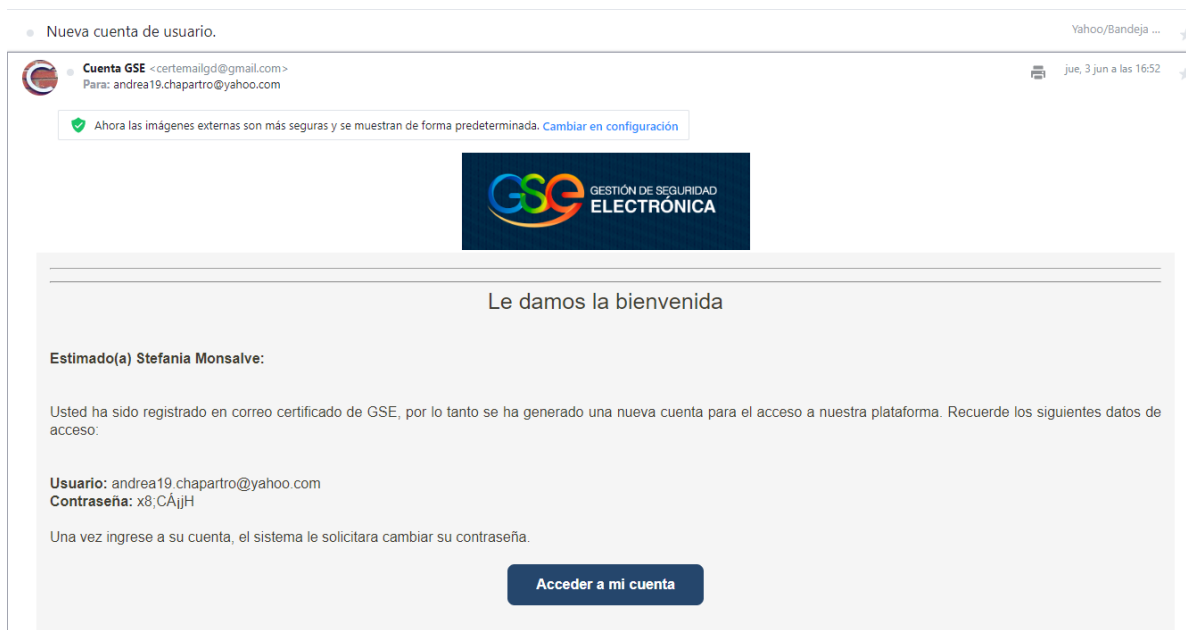 Nueva cuenta de usuario.
Yahoo/Bandeja ...
Cuenta GSE <certemailgd@gmail.com>
jue, 3 jun a las 16:52
Para: andrea19.chapartro@yahoo.com
Ahora las imágenes externas son más seguras y se muestran de forma predeterminada. Cambiar en configuración
GSE GESTIÓN DE SEGURIDAD
ELECTRÓNICA
Le damos la bienvenida
Estimado(a) Stefania Monsalve:
Usted ha sido registrado en correo certificado de GSE, por lo tanto se ha generado una nueva cuenta para el acceso a nuestra plataforma. Recuerde los siguientes datos de
acceso:
Usuario: andrea19.chapartro@yahoo.com
Contraseña: x8;CÁ¡jH
Una vez ingrese a su cuenta, el sistema le solicitara cambiar su contraseña.
Acceder a mi cuenta